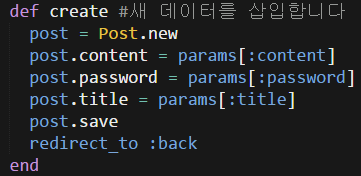 def create #새 데이터를 삽입합니다
  post = Post.new
  post.content = params[:content]
  post.password = params[:password]
  post.title = params[:title]
  post.save
  redirect_to :back
end